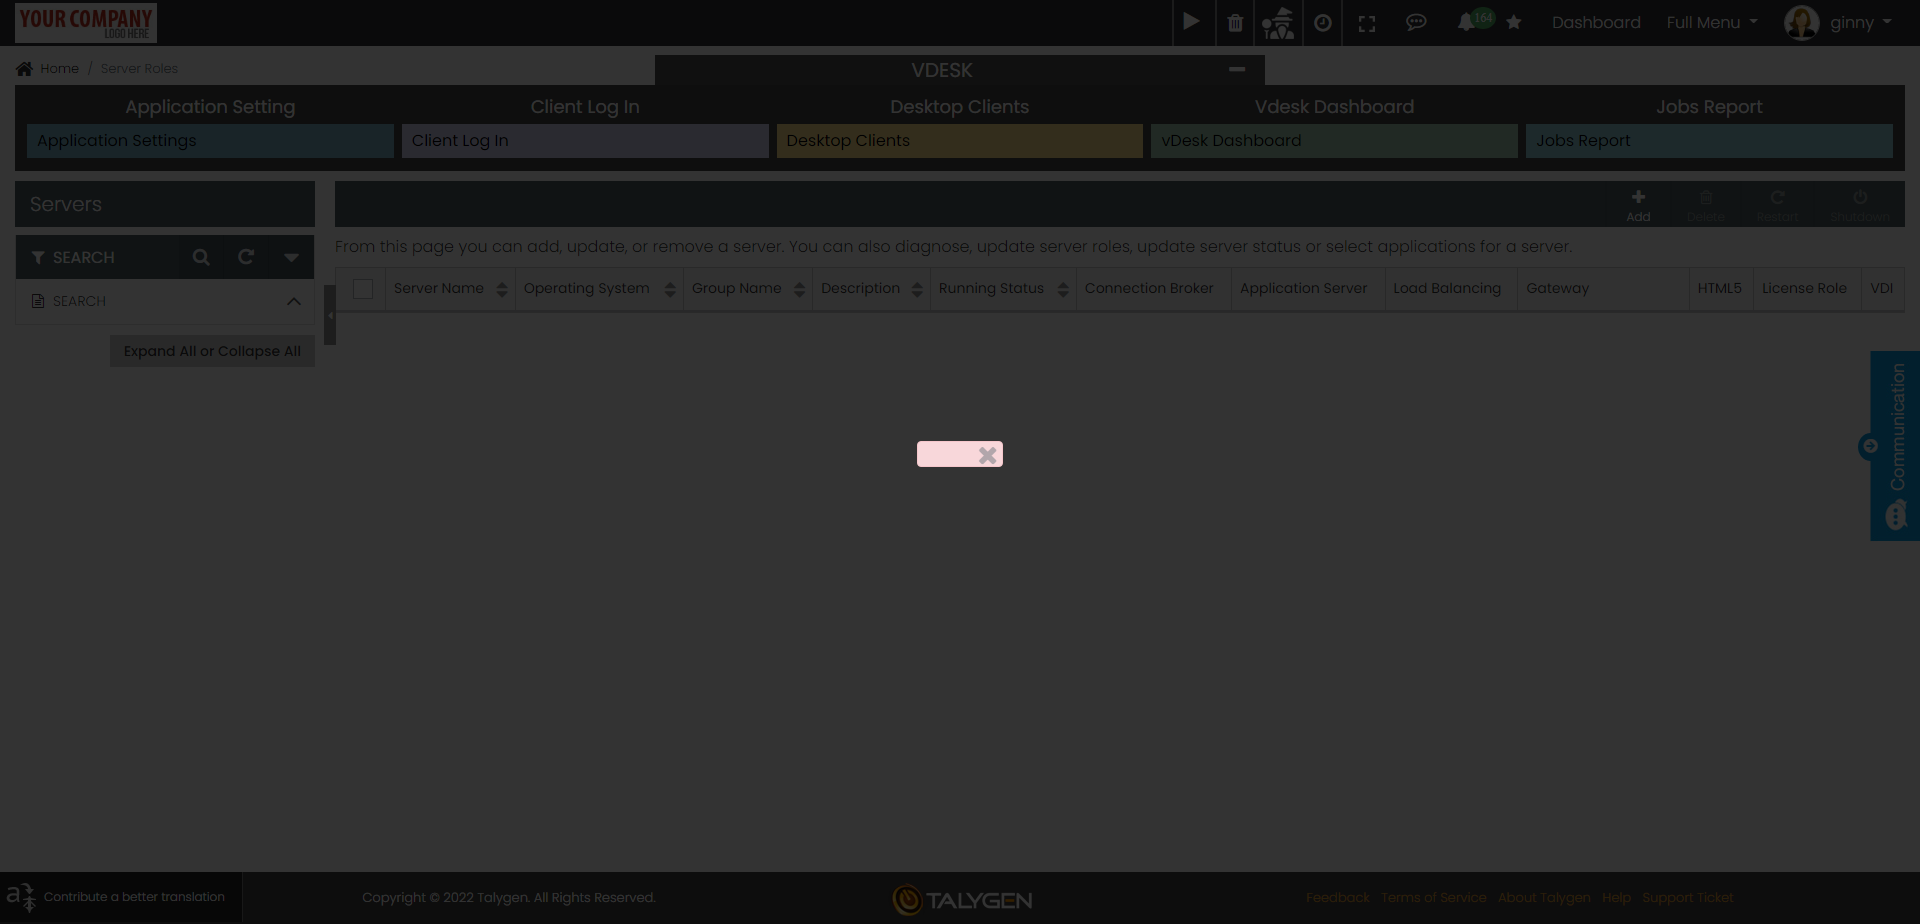 YOUR COMPANY
LOGO HERE
164
Dashboard
Full Menu
ginny
Home / Server Roles
VDESK
Application Setting
Client Log In
Desktop Clients
Vdesk Dashboard
Jobs Report
Application Settings
Client Log In
Desktop Clients
vDesk Dashboard
Jobs Report
Servers
Add
Delete
Restart
Shutdown
SEARCH
From this page you can add, update, or remove a server. You can also diagnose, update server roles, update server status or select applications for a server.
SEARCH
Server Name
Operating System
Group Name
Description
Running Status
Connection Broker
Application Server
Load Balancing
Gateway
HTML5
License Role
VDI
Expand All or Collapse All
Communication
Contribute a better translation
Copyright © 2022 Talygen. All Rights Reserved.
TALYGEN
Feedback
Terms of Service
About Talygen
Help
Support Ticket